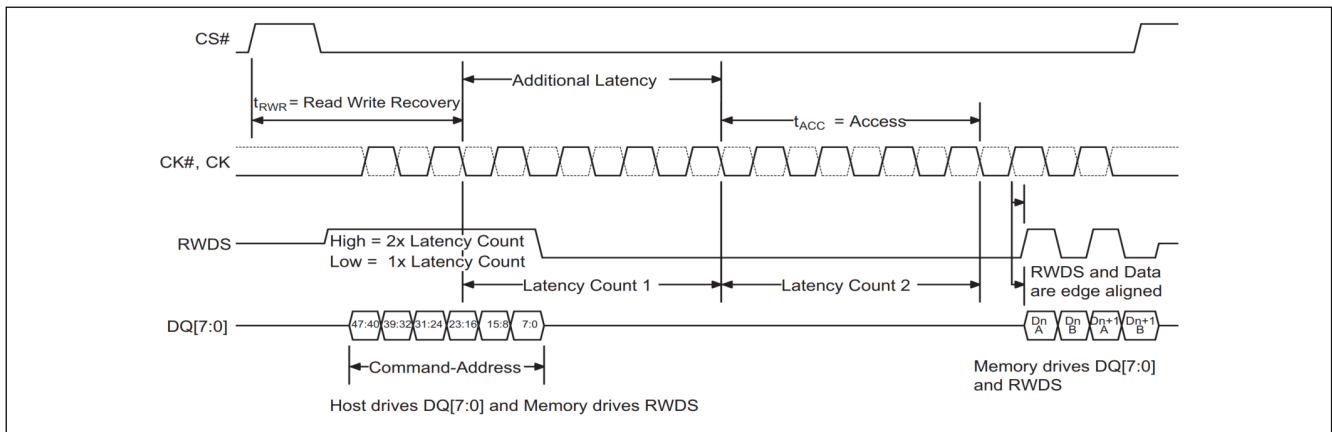 CS#
Additional Latency
tRWR = Read Write Recovery
tACC = Access
CK#, CK
RWDS
High = 2x Latency Count
Low = 1x Latency Count
Latency Count 1
Latency Count 2
RWDS and Data
are edge aligned
DQ[7:0]
47:40 39:32 31:24 23:16 15:8 7:0
Dn A
Dn B
Dn+1 A
Dn+1 B
Command-Address
Memory drives DQ[7:0]
and RWDS
Host drives DQ[7:0] and Memory drives RWDS